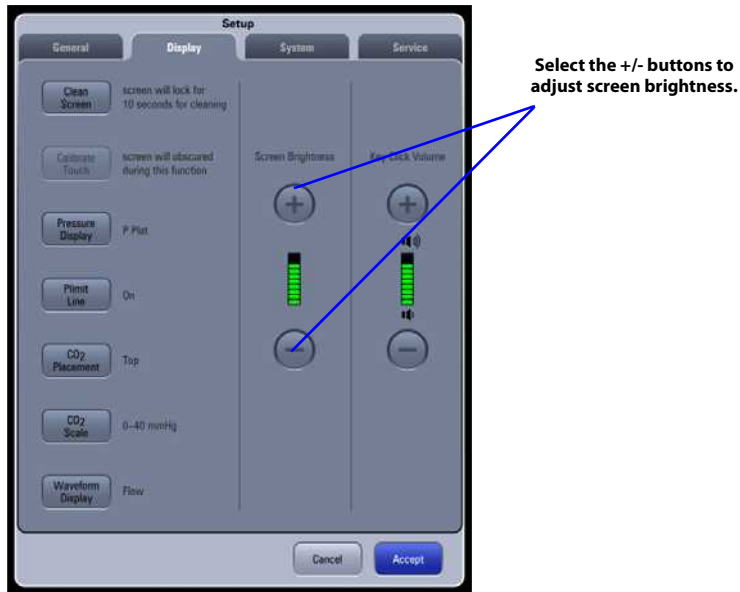 Setup
General
Display
System
Service
Select the +/- buttons to
adjust screen brightness.
Clean
Screen
screen will lock for
10 seconds for cleaning
Calibrate
Touch
screen will obscured
during this function
Screen Brightness
Key Click Volume
Pressure
Display
P Plat
Plimit
Line
On
CO2
Placement
Top
CO2
Scale
0-40 mmHg
Waveform
Display
Flow
Cancel
Accept